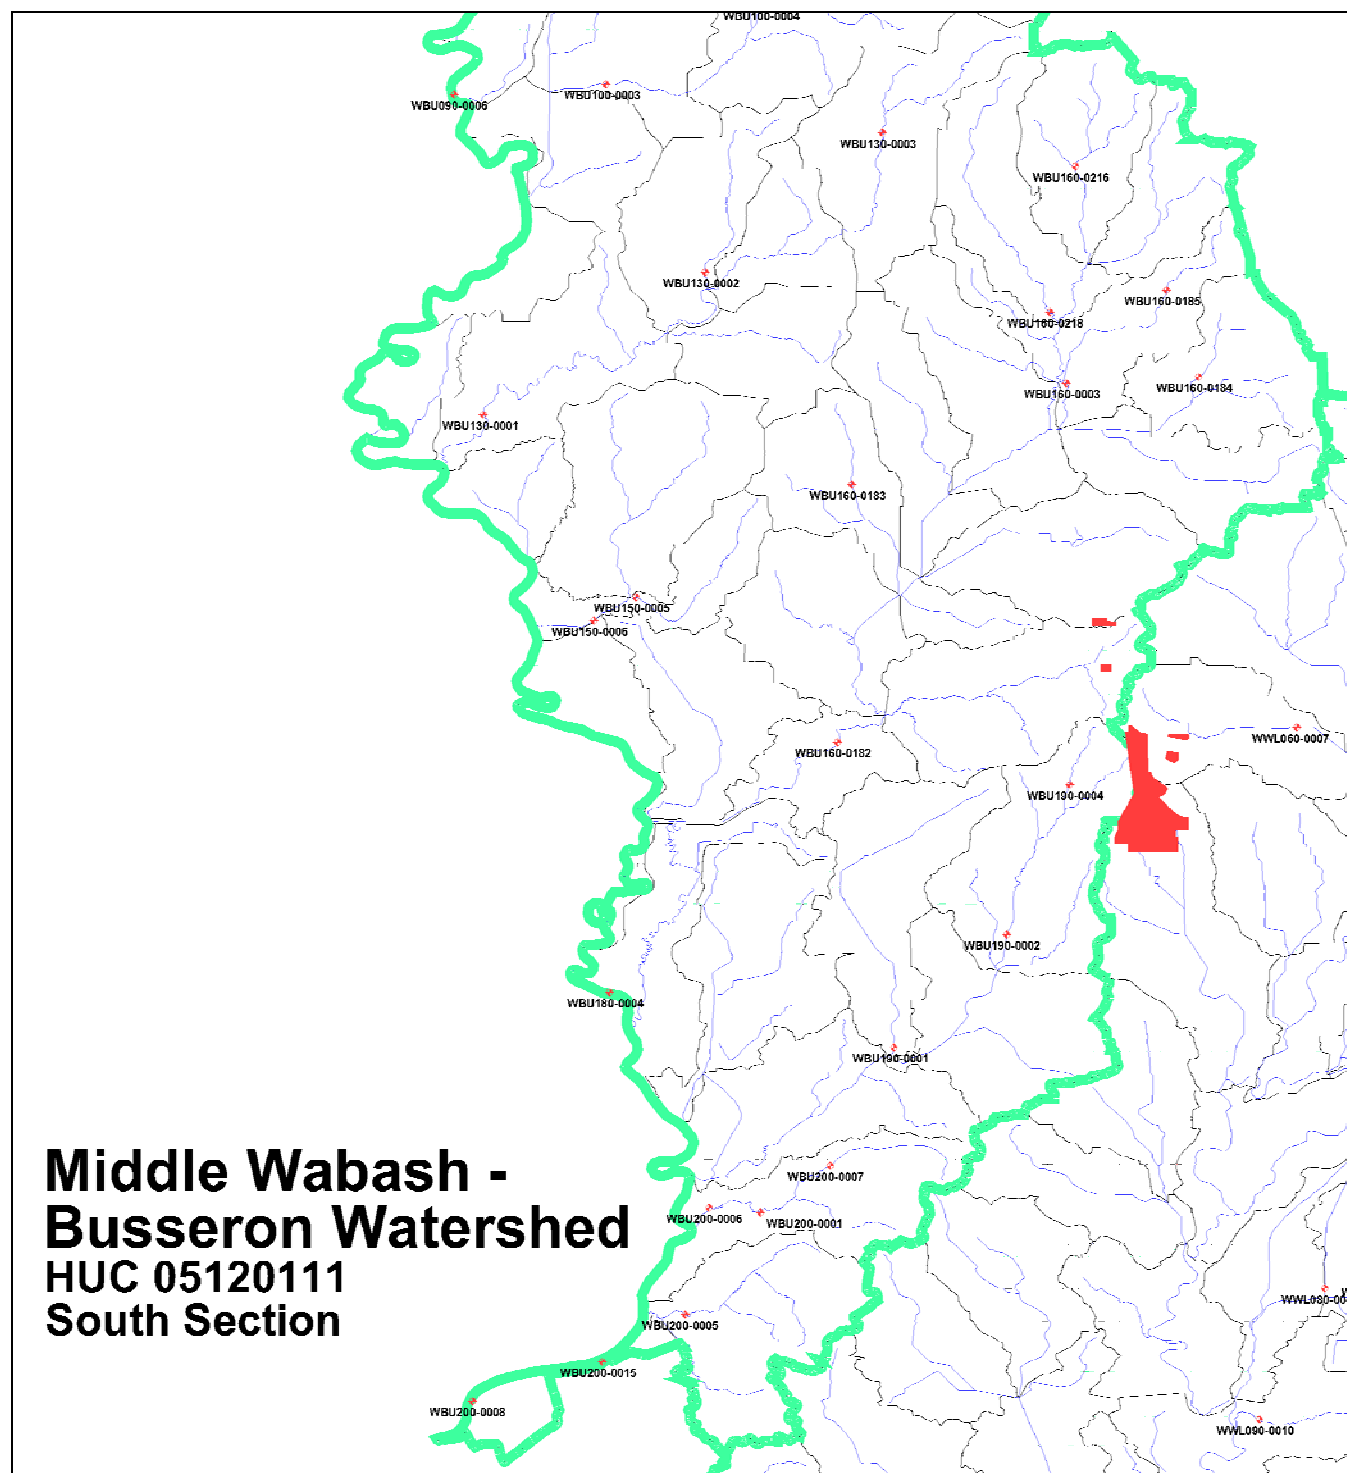 WBU100-0004
WBU090-0006
WBU100-0003
WBU130-0003
WBU160-0216
WBU130-0002
WBU160-0185
WBU160-0218
WBU160-0184
WBU160-0003
WBU130-0001
WBU160-0183
WBU150-0005
WBU150-0006
WWL060-0007
WBU160-0182
WBU190-0004
WBU190-0002
WBU180-0004
WBU190-0001
Middle Wabash -
Busseron Watershed
HUC 05120111
South Section
WBU200-0007
WBU200-0006
WBU200-0001
WBU200-0005
WBU200-0015
WBU200-0008
WWL090-0010